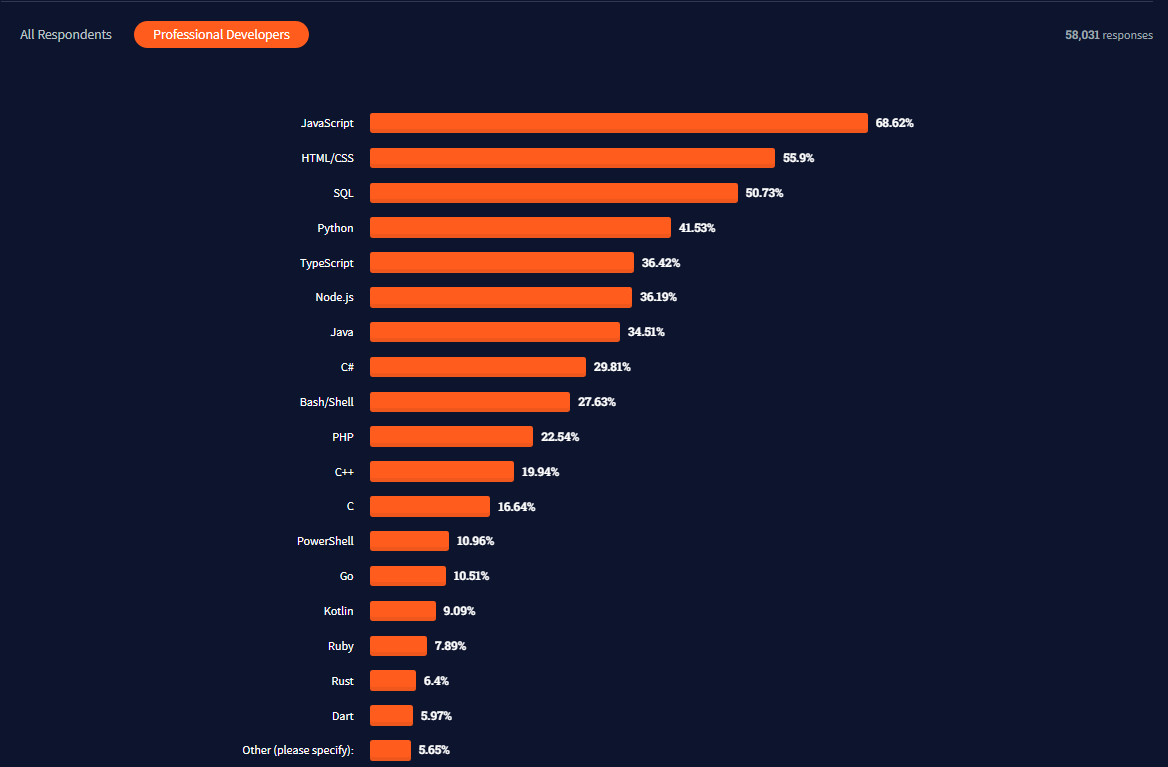 All Respondents Professional Developers 58,031 responses
JavaScript 68.62%
HTML/CSS 55.9%
SQL 50.73%
Python 41.53%
TypeScript 36.42%
Node.js 36.19%
Java 34.51%
C# 29.81%
Bash/Shell 27.63%
PHP 22.54%
C++ 19.94%
C 16.64%
PowerShell 10.96%
Go 10.51%
Kotlin 9.09%
Ruby 7.89%
Rust 6.4%
Dart 5.97%
Other (please specify): 5.65%